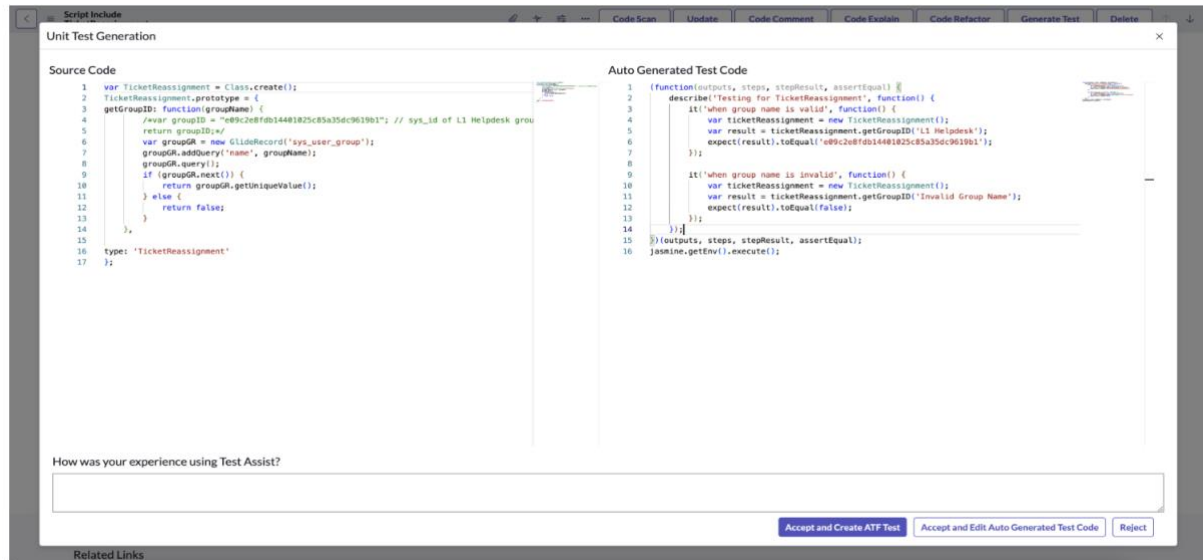 Script Include
Code Scan Update Code Comment Code Explain Code Refactor Generate Test Delete
Unit Test Generation
Source Code
1 var TicketReassignment = Class.create();
2 TicketReassignment.prototype = {
3 getGroupID: function(groupName) {
4 /*var groupID = "e09c2e8fdb14401025c85a35dc9619b1"; // sys_id of L1 Helpdesk grou
5 return groupID;*/
6 var groupGR = new GlideRecord('sys_user_group');
7 groupGR.addQuery('name', groupName);
8 groupGR.query();
9 if (groupGR.next()) {
10 return groupGR.getUniqueValue();
11 } else {
12 return false;
13 }
14 },
15
16 type: 'TicketReassignment'
17 };
Auto Generated Test Code
1 (function(outputs, steps, stepResult, assertEqual) {
2 describe('Testing for TicketReassignment', function() {
3 it('when group name is valid', function() {
4 var ticketReassignment = new TicketReassignment();
5 var result = ticketReassignment.getGroupID('L1 Helpdesk');
6 expect(result).toEqual('e09c2e8fdb14401025c85a35dc9619b1');
7 });
8
9 it('when group name is invalid', function() {
10 var ticketReassignment = new TicketReassignment();
11 var result = ticketReassignment.getGroupID('Invalid Group Name');
12 expect(result).toEqual(false);
13 });
14 });
15 })(outputs, steps, stepResult, assertEqual);
16 jasmine.getEnv().execute();
How was your experience using Test Assist?
Accept and Create ATF Test Accept and Edit Auto Generated Test Code Reject
Related Links